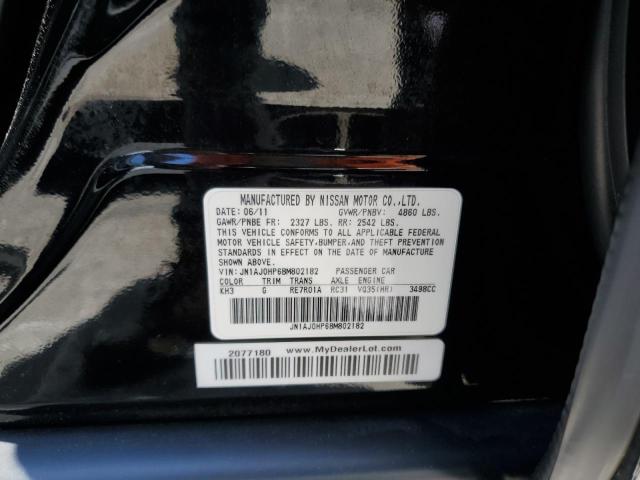 MANUFACTURED BY NISSAN MOTOR CO.,LTD.
DATE: 06/11 GVWR/PNBV: 4860 LBS.
GAWR/PNBE FR: 2327 LBS. RR: 2542 LBS.
THIS VEHICLE CONFORMS TO ALL APPLICABLE FEDERAL
MOTOR VEHICLE SAFETY,BUMPER,AND THEFT PREVENTION
STANDARDS IN EFFECT ON THE DATE OF MANUFACTURE
SHOWN ABOVE.
VIN:JN1AJ0HP6BM802182 PASSENGER CAR
COLOR TRIM TRANS AXLE ENGINE
KH3 G RE7R01A RC31 VQ35(HR) 3498CC
JN1AJ0HP6BM802182
2077180 www.MyDealerLot.com